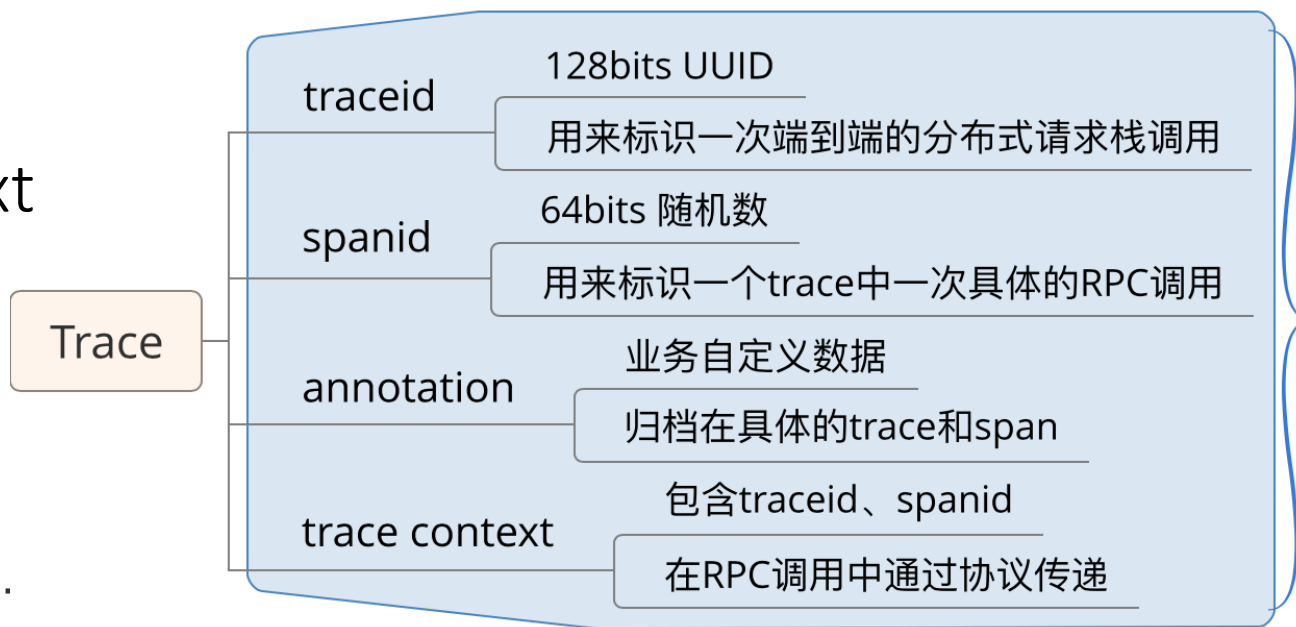 xt
Trace
traceid
128bits UUID
用来标识一次端到端的分布式请求栈调用
spanid
64bits 随机数
用来标识一个trace中一次具体的RPC调用
annotation
业务自定义数据
归档在具体的trace和span
trace context
包含traceid、spanid
在RPC调用中通过协议传递
.